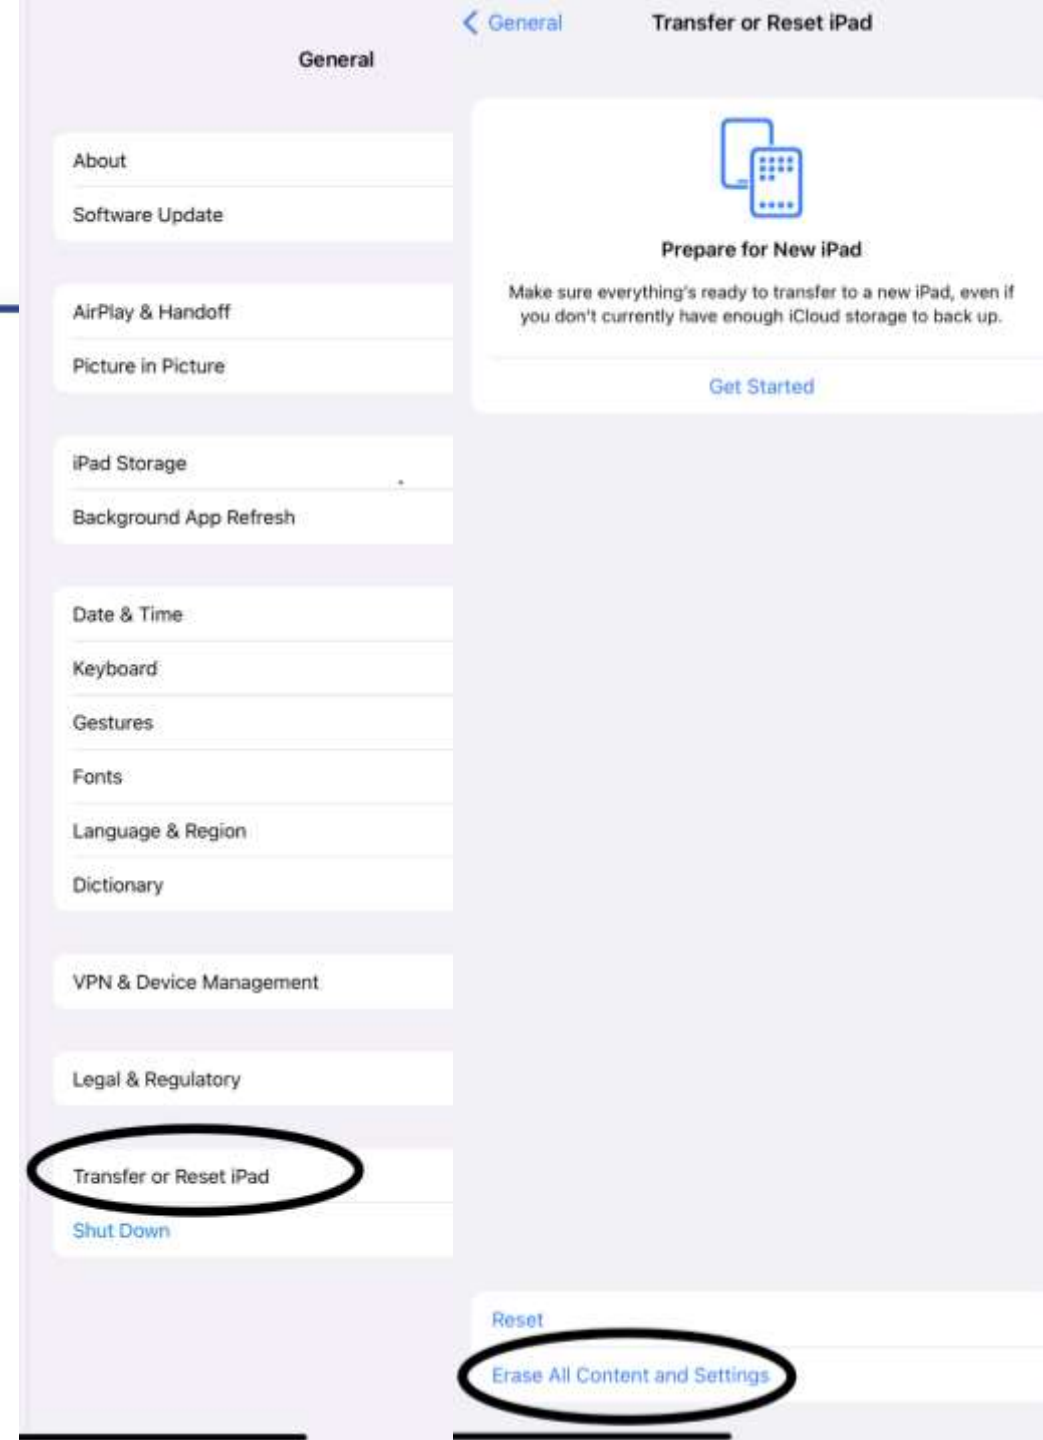 General
About
Software Update
AirPlay & Handoff
Picture in Picture
iPad Storage
Background App Refresh
Date & Time
Keyboard
Gestures
Fonts
Language & Region
Dictionary
VPN & Device Management
Legal & Regulatory
Transfer or Reset iPad
Shut Down
General
Transfer or Reset iPad
Prepare for New iPad
Make sure everything's ready to transfer to a new iPad, even if
you don't currently have enough iCloud storage to back up.
Get Started
Reset
Erase All Content and Settings